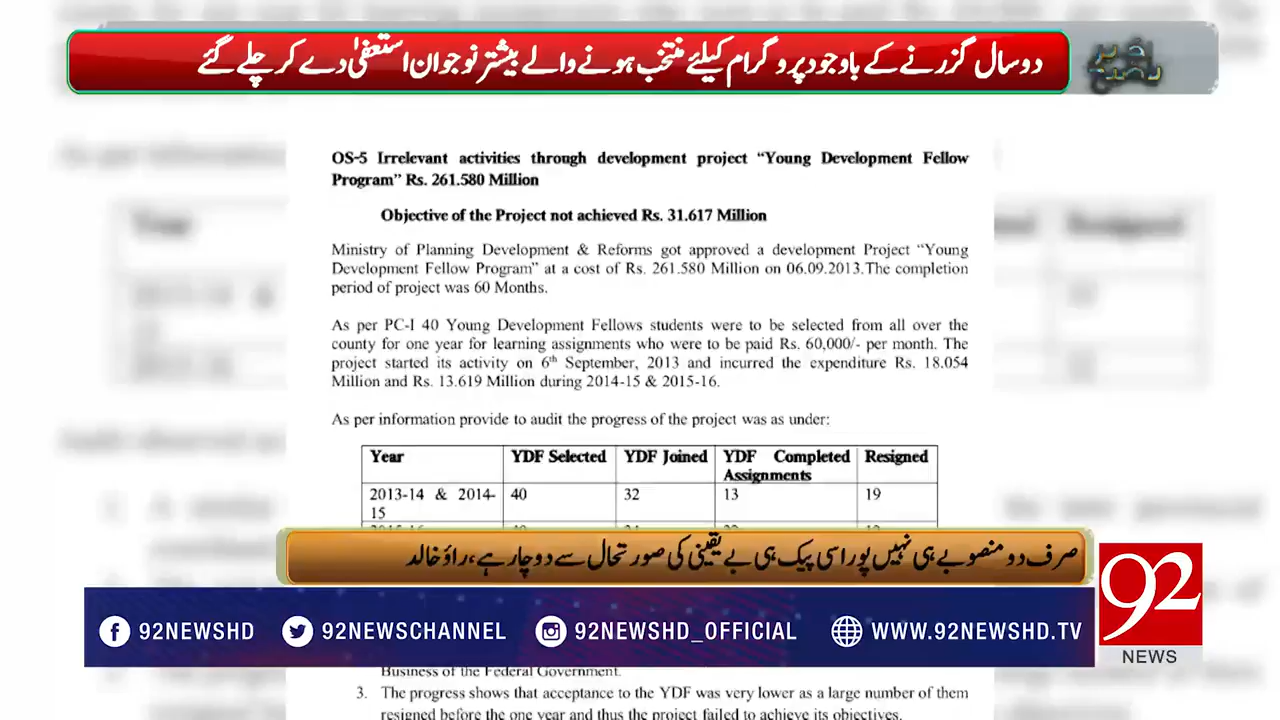 دو سال گزرنے کے باوجود پروگرام کیلئے منتخب ہونے والے بیشتر نوجوان استعفیٰ دے کر چلے گئے
OS-5 Irrelevant activities through development project “Young Development Fellow
Program” Rs. 261.580 Million
Objective of the Project not achieved Rs. 31.617 Million
Ministry of Planning Development & Reforms got approved a development Project “Young
Development Fellow Program” at a cost of Rs. 261.580 Million on 06.09.2013.The completion
period of project was 60 Months.
As per PC-I 40 Young Development Fellows students were to be selected from all over the
county for one year for learning assignments who were to be paid Rs. 60,000/- per month. The
project started its activity on 6th September, 2013 and incurred the expenditure Rs. 18.054
Million and Rs. 13.619 Million during 2014-15 & 2015-16.
As per information provide to audit the progress of the project was as under:
Year YDF Selected YDF Joined YDF Completed Assignments Resigned
2013-14 & 2014-15 40 32 13 19
صرف دو منصوبے ہی نہیں پورا سی پیک ہی بے یقینی کی صورتحال سے دوچار ہے، راؤ خالد
92NEWSHD 92NEWSCHANNEL 92NEWSHD_OFFICIAL WWW.92NEWSHD.TV
92
NEWS
Business of the Federal Government.
3. The progress shows that acceptance to the YDF was very lower as a large number of them
resigned before the one year and thus the project failed to achieve its objectives.